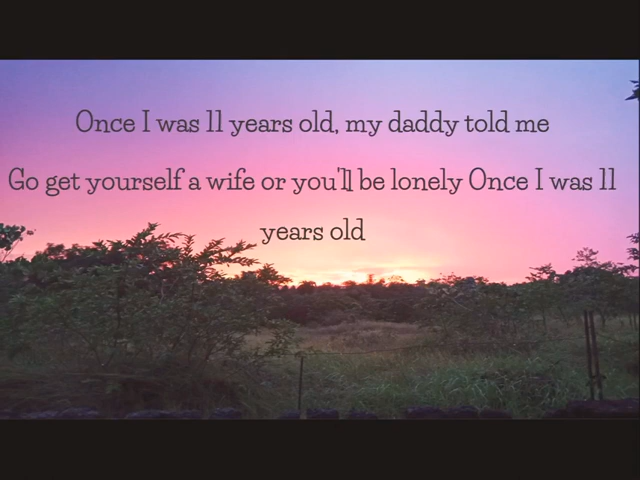 Once I was 11 years old, my daddy told me
Go get yourself a wife or you'll be lonely Once I was 11
years old